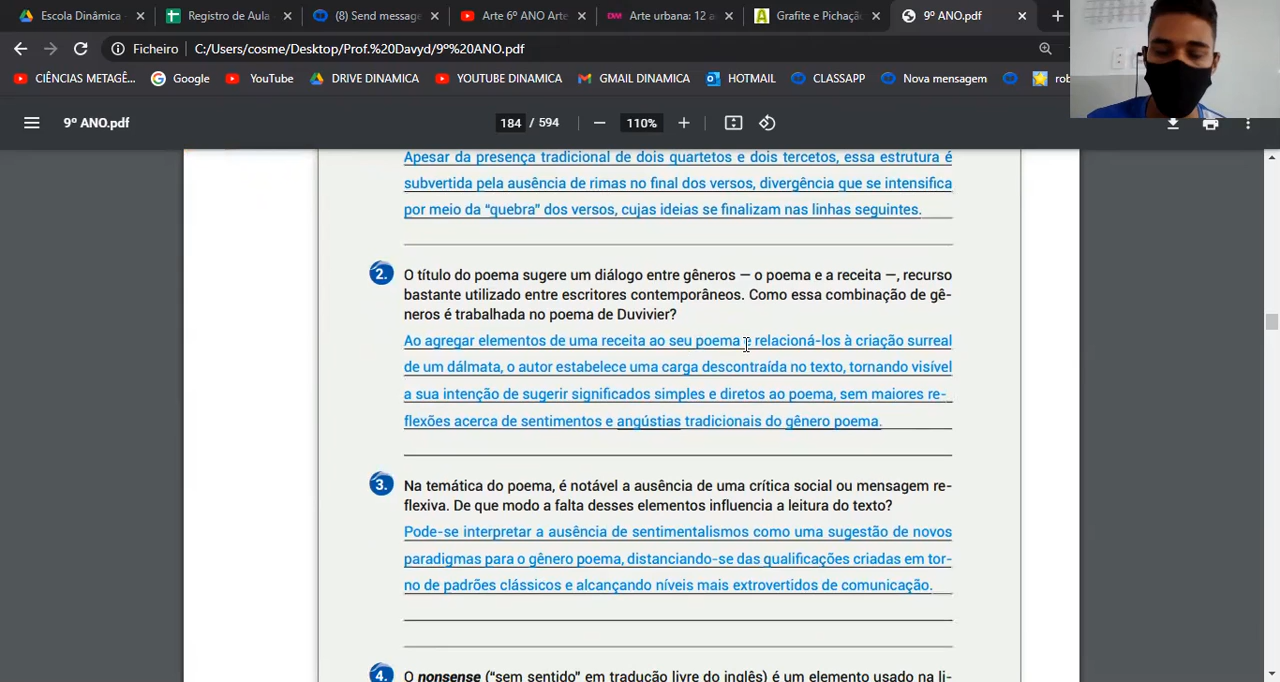 Escola Dinâmica -
Registro de Aula
(8) Send message
Arte 6º ANO Arte
Arte urbana: 12 a
Grafite e Pichaçã
9º ANO.pdf
Ficheiro
C:/Users/cosme/Desktop/Prof.%20Davyd/9º%20ANO.pdf
CIÊNCIAS METAGÊ...
Google
YouTube
DRIVE DINAMICA
YOUTUBE DINAMICA
GMAIL DINAMICA
HOTMAIL
CLASSAPP
Nova mensagem
rob
9º ANO.pdf
184 / 594
110%
Apesar da presença tradicional de dois quartetos e dois tercetos, essa estrutura é
subvertida pela ausência de rimas no final dos versos, divergência que se intensifica
por meio da “quebra” dos versos, cujas ideias se finalizam nas linhas seguintes.
2. O título do poema sugere um diálogo entre gêneros — o poema e a receita —, recurso
bastante utilizado entre escritores contemporâneos. Como essa combinação de gê-
neros é trabalhada no poema de Duvivier?
Ao agregar elementos de uma receita ao seu poema e relacioná-los à criação surreal
de um dálmata, o autor estabelece uma carga descontraída no texto, tornando visível
a sua intenção de sugerir significados simples e diretos ao poema, sem maiores re-
flexões acerca de sentimentos e angústias tradicionais do gênero poema.
3. Na temática do poema, é notável a ausência de uma crítica social ou mensagem re-
flexiva. De que modo a falta desses elementos influencia a leitura do texto?
Pode-se interpretar a ausência de sentimentalismos como uma sugestão de novos
paradigmas para o gênero poema, distanciando-se das qualificações criadas em tor-
no de padrões clássicos e alcançando níveis mais extrovertidos de comunicação.
4. O nonsense (“sem sentido” em tradução livre do inglês) é um elemento usado na li-